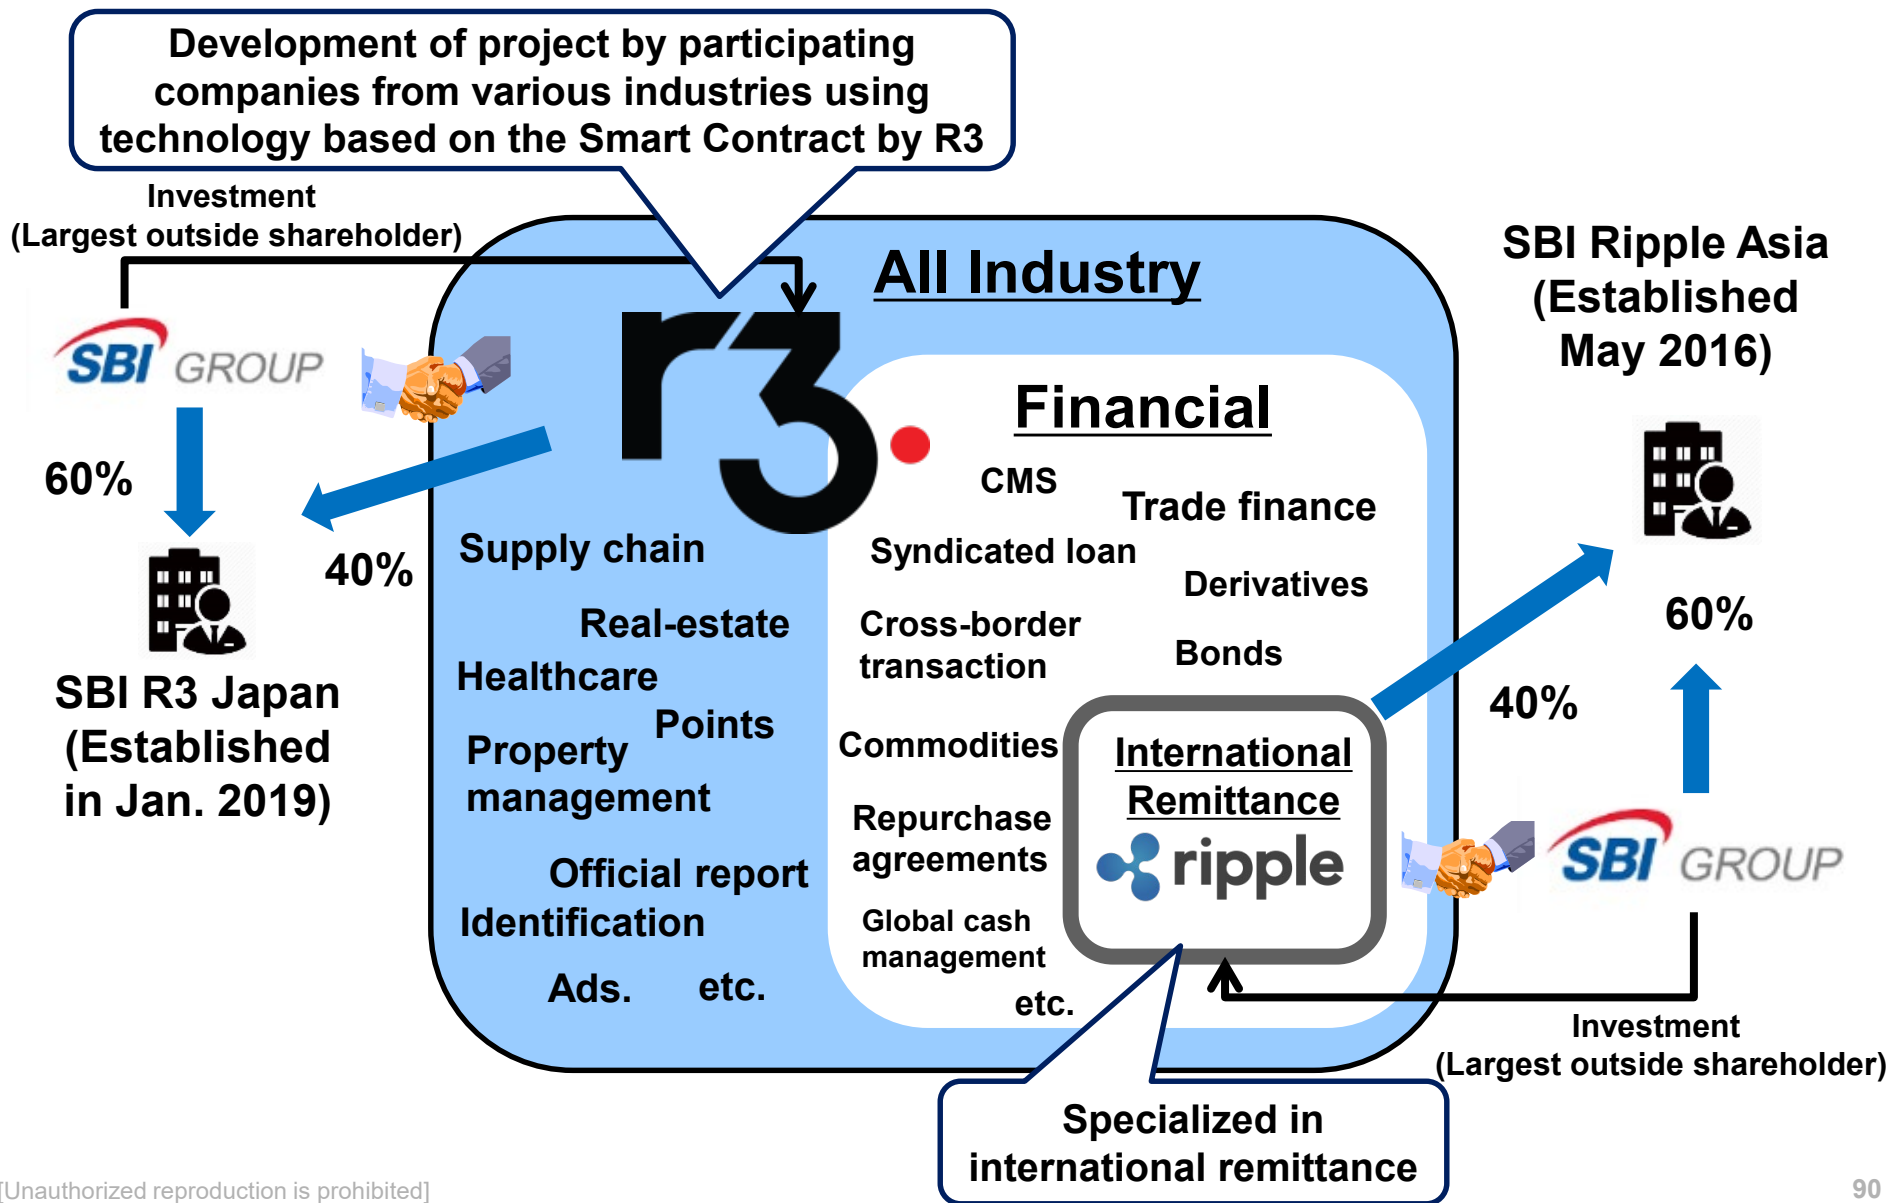 Development of project by participating
companies from various industries using
technology based on the Smart Contract by R3
Investment
(Largest outside shareholder)
All Industry
SBI Ripple Asia
(Established
May 2016)
SBI GROUP
r3.
Financial
60%
CMS
Trade finance
40%
Supply chain
Syndicated loan
Derivatives
Real-estate
Cross-border
transaction
Bonds
60%
Healthcare
SBI R3 Japan
(Established
in Jan. 2019)
Points
Property
management
Commodities
International
Remittance
ripple
40%
Repurchase
agreements
SBI GROUP
Official report
Identification
Global cash
management
Ads.
etc.
etc.
Investment
(Largest outside shareholder)
Specialized in
international remittance
[Unauthorized reproduction is prohibited]
90